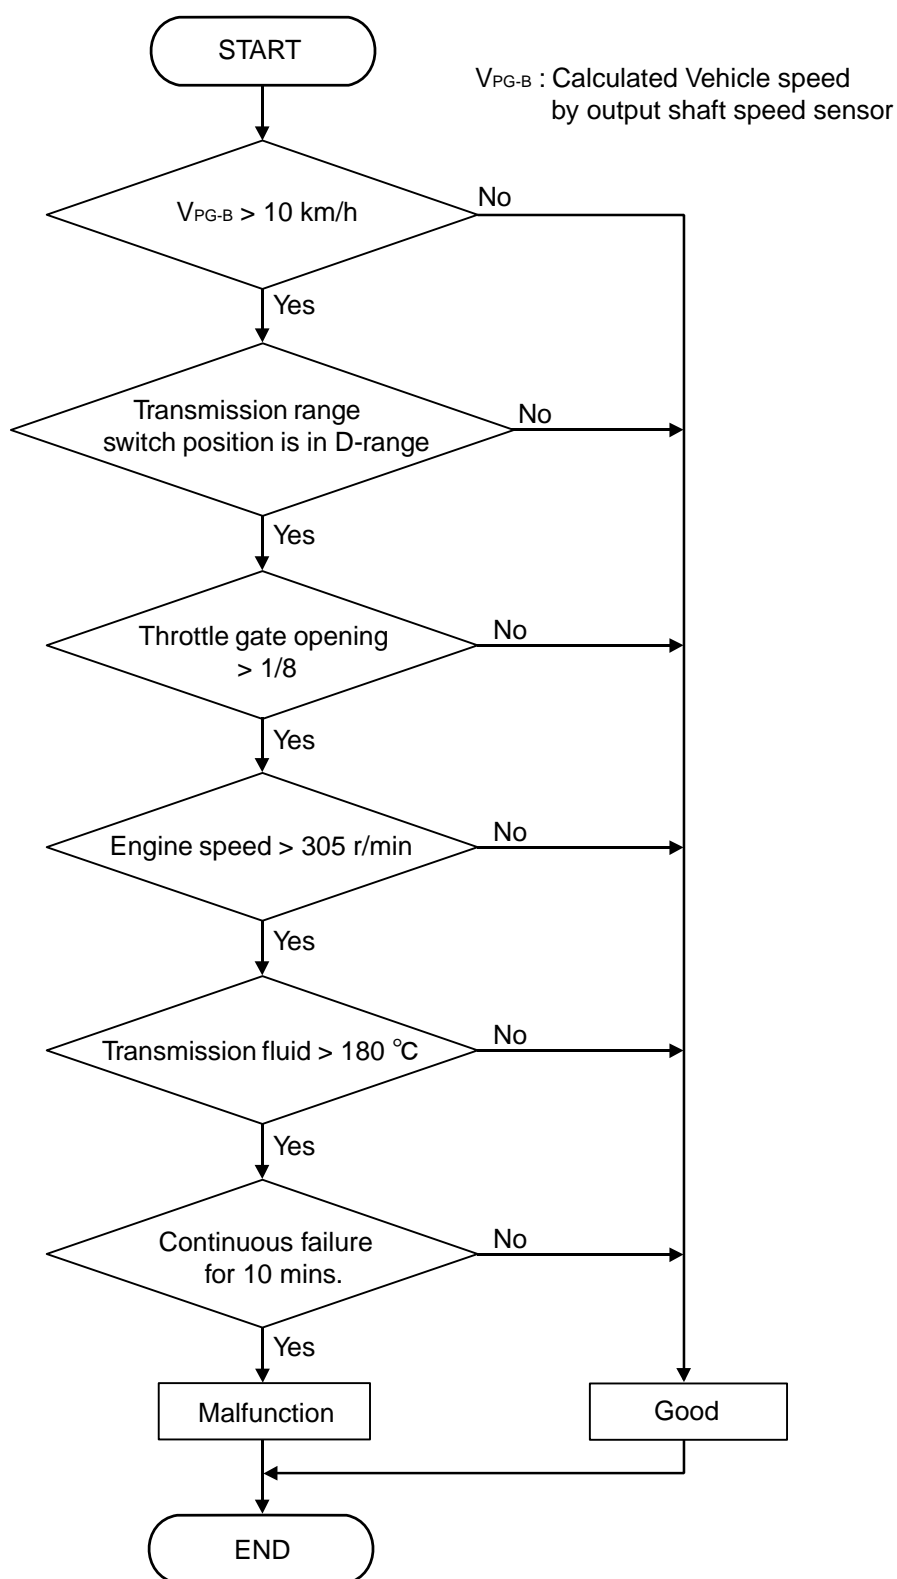 START
VPG-B : Calculated Vehicle speed
by output shaft speed sensor
VPG-B > 10 km/h
No
Yes
Transmission range
switch position is in D-range
No
Yes
Throttle gate opening
> 1/8
No
Yes
Engine speed > 305 r/min
No
Yes
Transmission fluid > 180 °C
No
Yes
Continuous failure
for 10 mins.
No
Yes
Malfunction
Good
END